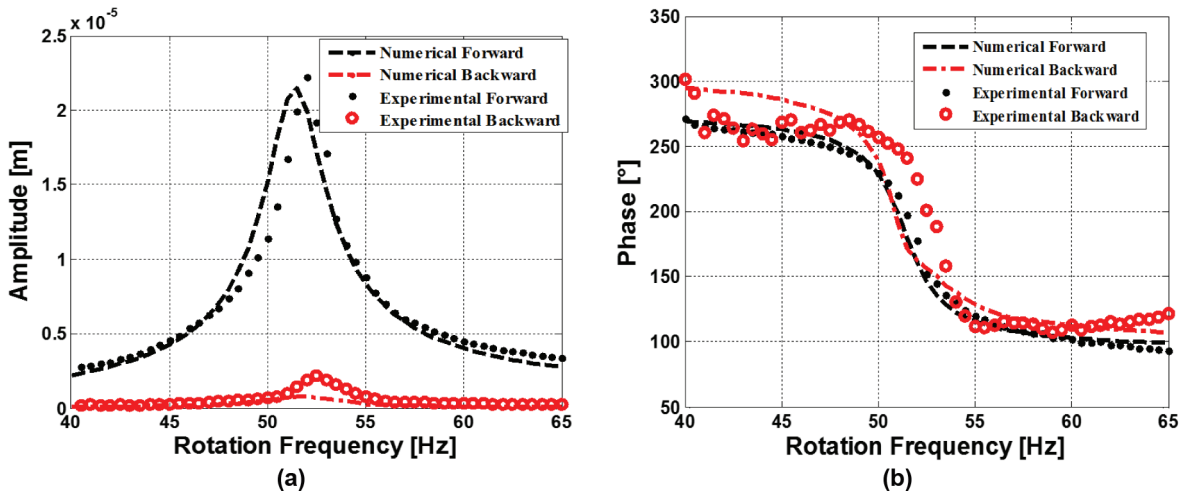 x 10⁻⁵
2.5
2
1.5
1
0.5
0
40 45 50 55 60 65
Amplitude [m]
Rotation Frequency [Hz]
Numerical Forward
Numerical Backward
Experimental Forward
Experimental Backward
(a)
350
300
250
200
150
100
50
40 45 50 55 60 65
Phase [°]
Rotation Frequency [Hz]
Numerical Forward
Numerical Backward
Experimental Forward
Experimental Backward
(b)